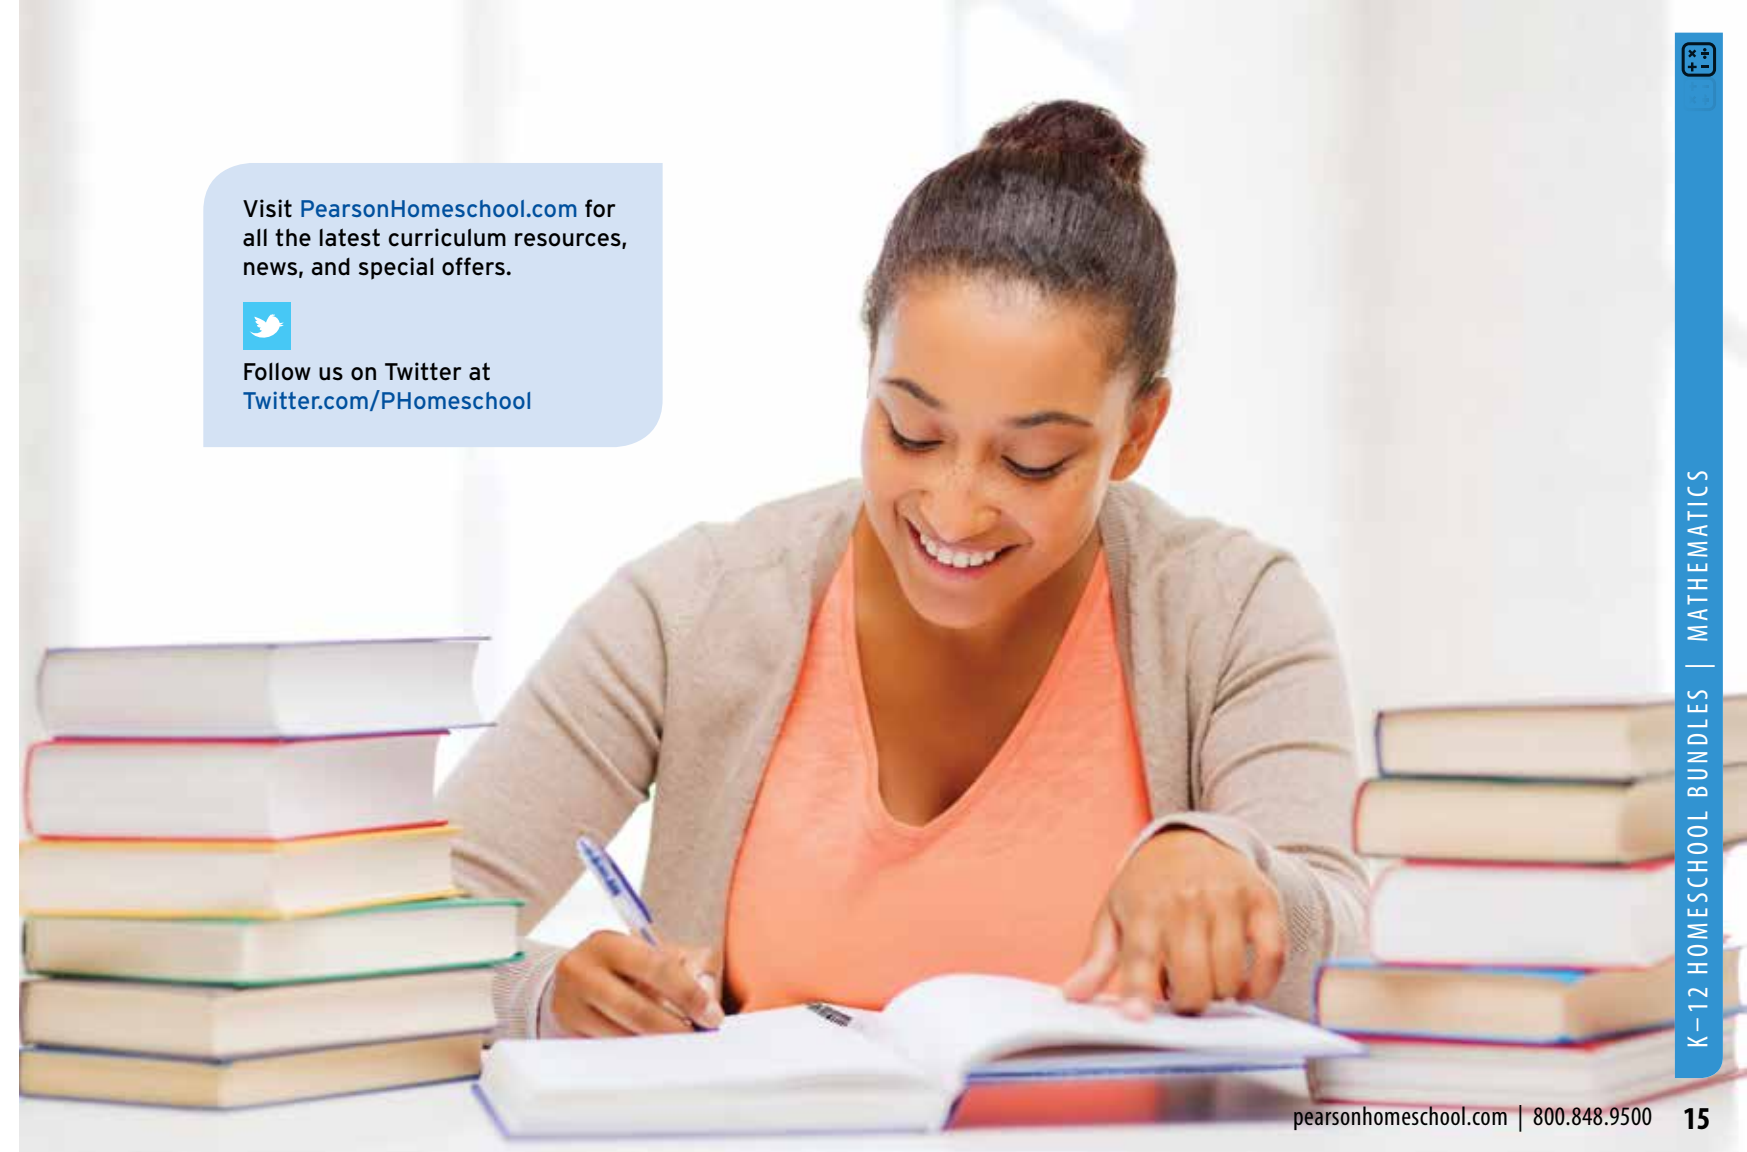 Visit PearsonHomeschool.com for
all the latest curriculum resources,
news, and special offers.
Follow us on Twitter at
Twitter.com/PHomeschool
K–12 HOMESCHOOL BUNDLES | MATHEMATICS
pearsonhomeschool.com | 800.848.9500 15